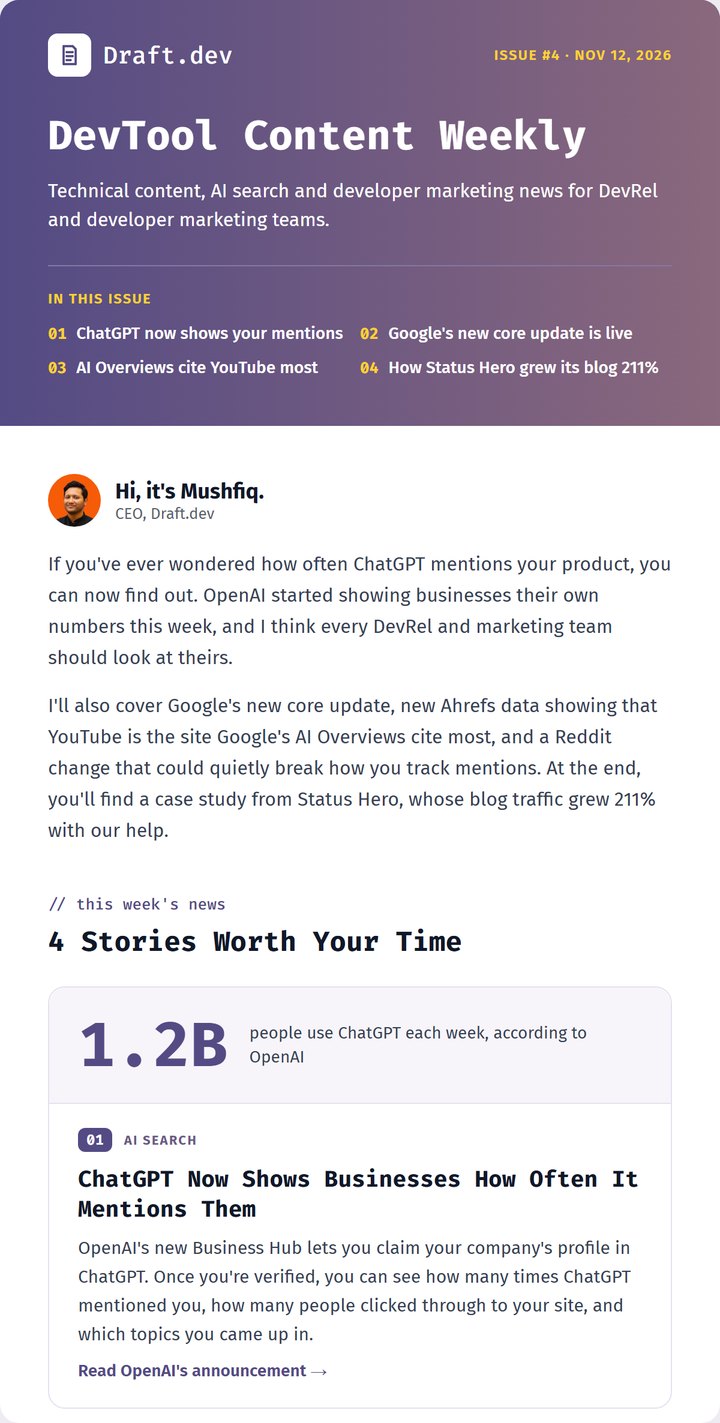 Draft.dev
ISSUE #4 · NOV 12, 2026
DevTool Content Weekly
Technical content, AI search and developer marketing news for DevRel
and developer marketing teams.
IN THIS ISSUE
01 ChatGPT now shows your mentions
02 Google's new core update is live
03 AI Overviews cite YouTube most
04 How Status Hero grew its blog 211%
Hi, it's Mushfiq.
CEO, Draft.dev
If you've ever wondered how often ChatGPT mentions your product, you
can now find out. OpenAI started showing businesses their own
numbers this week, and I think every DevRel and marketing team
should look at theirs.
I'll also cover Google's new core update, new Ahrefs data showing that
YouTube is the site Google's AI Overviews cite most, and a Reddit
change that could quietly break how you track mentions. At the end,
you'll find a case study from Status Hero, whose blog traffic grew 211%
with our help.
// this week's news
4 Stories Worth Your Time
1.2B
people use ChatGPT each week, according to
OpenAI
01 AI SEARCH
ChatGPT Now Shows Businesses How Often It
Mentions Them
OpenAI's new Business Hub lets you claim your company's profile in
ChatGPT. Once you're verified, you can see how many times ChatGPT
mentioned you, how many people clicked through to your site, and
which topics you came up in.
Read OpenAI's announcement →